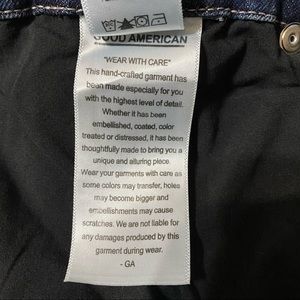 GOOD AMERICAN
"WEAR WITH CARE"
This hand-crafted garment has
been made especially for you
with the highest level of detail.
Whether it has been
embellished, coated, color
treated or distressed, it has been
thoughtfully made to bring you a
unique and alluring piece.
Wear your garments with care as
some colors may transfer, holes
may become bigger and
embellishments may cause
scratches. We are not liable for
any damages produced by this
garment during wear.
- GA